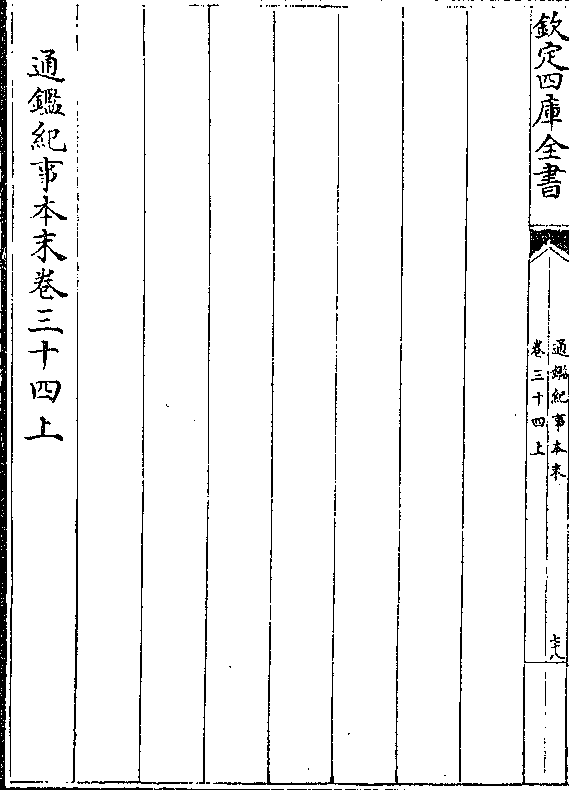 欽定四庫全書
通鑑紀事本末
卷三十四上
七十八
通鑑紀事本末卷三十四上